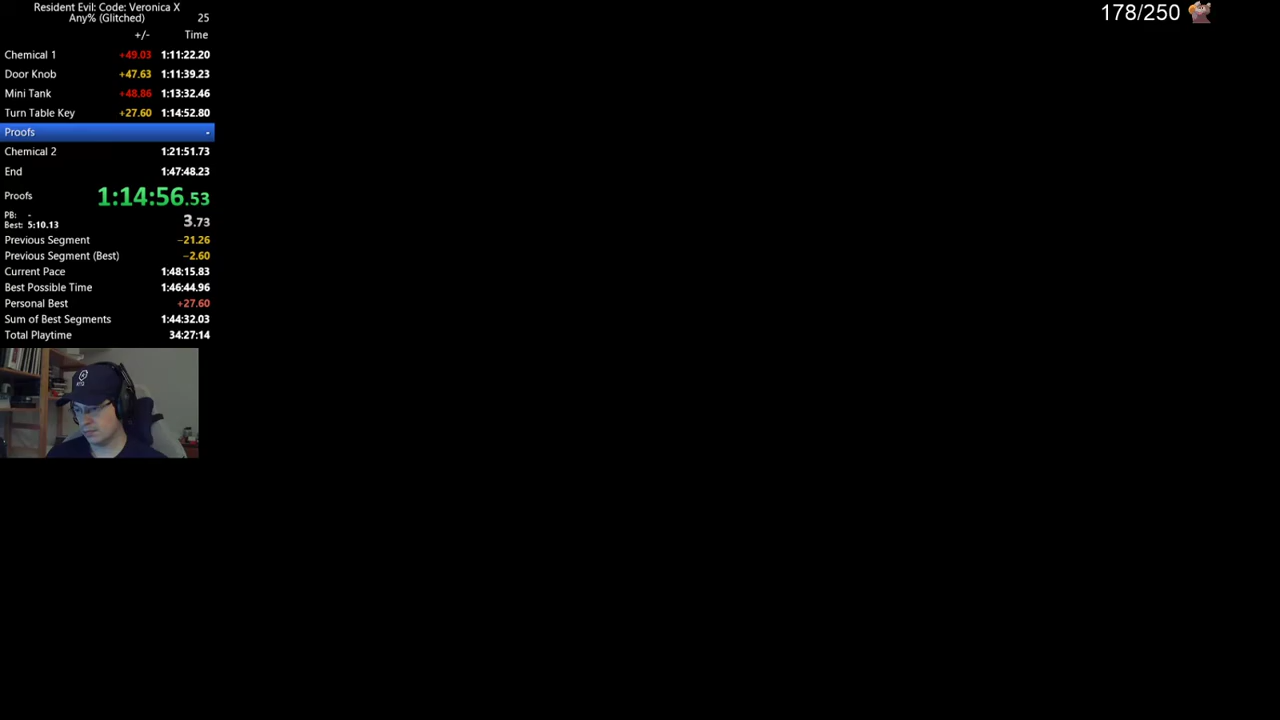 Resident Evil: Code: Veronica X
Any% (Glitched) 25
+/- Time
Chemical 1 +49.03 1:11:22.20
Door Knob +47.63 1:11:39.23
Mini Tank +48.86 1:13:32.46
Turn Table Key +27.60 1:14:52.80
Proofs -
Chemical 2 1:21:51.73
End 1:47:48.23
Proofs 1:14:56.53
PB: -
Best: 5:10.13 3.73
Previous Segment −21.26
Previous Segment (Best) −2.60
Current Pace 1:48:15.83
Best Possible Time 1:46:44.96
Personal Best +27.60
Sum of Best Segments 1:44:32.03
Total Playtime 34:27:14
178/250